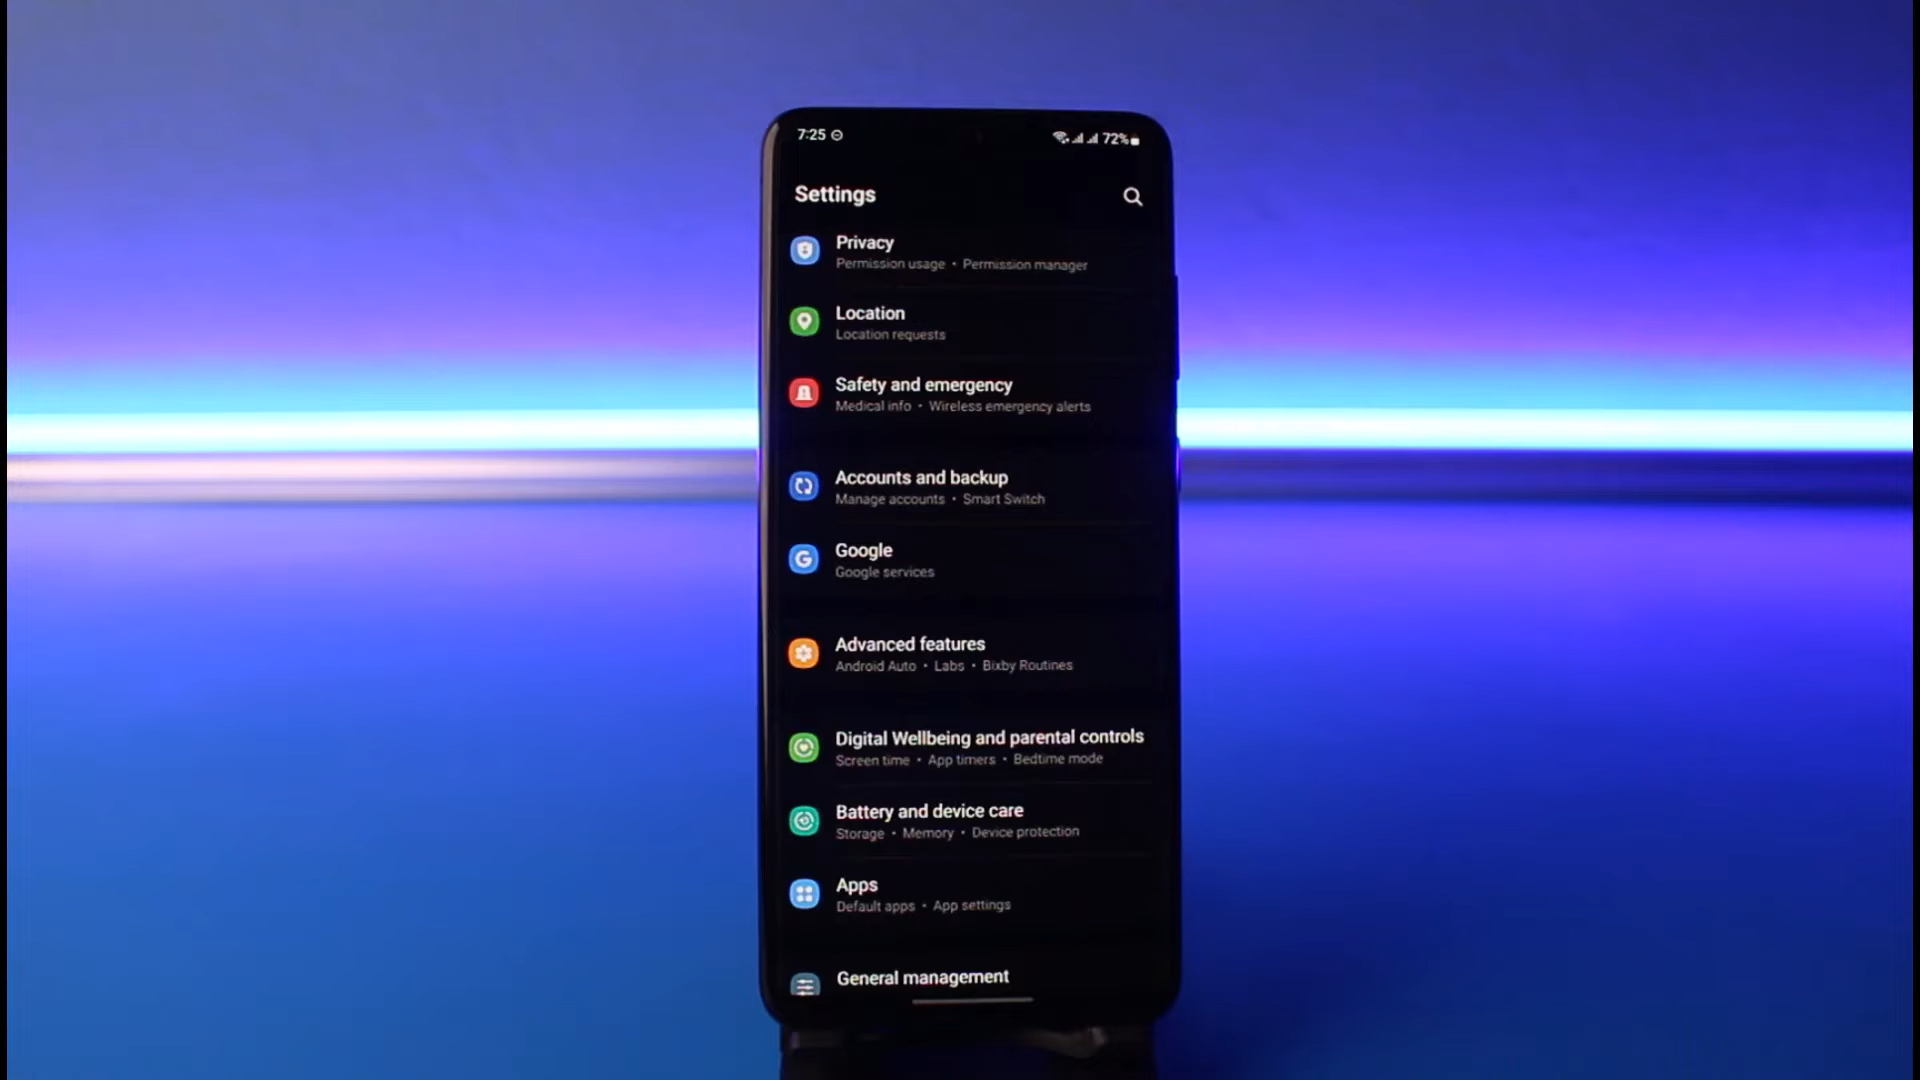 7:25
72%
Settings
Privacy
Permission usage • Permission manager
Location
Location requests
Safety and emergency
Medical info • Wireless emergency alerts
Accounts and backup
Manage accounts • Smart Switch
Google
Google services
Advanced features
Android Auto • Labs • Bixby Routines
Digital Wellbeing and parental controls
Screen time • App timers • Bedtime mode
Battery and device care
Storage • Memory • Device protection
Apps
Default apps • App settings
General management